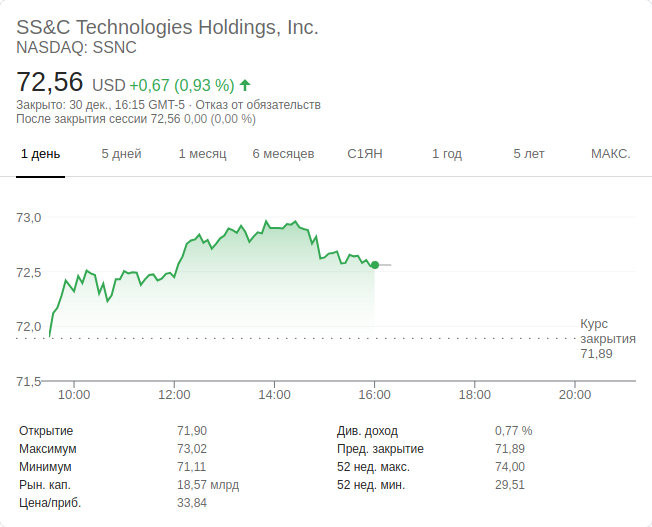 SS&C Technologies Holdings, Inc.
NASDAQ: SSNC
72,56 USD +0,67 (0,93 %)
Закрыто: 30 дек., 16:15 GMT-5 · Отказ от обязательств
После закрытия сессии 72,56 0,00 (0,00 %)
1 день 5 дней 1 месяц 6 месяцев С1ЯН 1 год 5 лет МАКС.
73,0
72,5
72,0
Курс
закрытия
71,89
71,5
10:00 12:00 14:00 16:00 18:00 20:00
Открытие 71,90 Див. доход 0,77 %
Максимум 73,02 Пред. закрытие 71,89
Минимум 71,11 52 нед. макс. 74,00
Рын. кап. 18,57 млрд 52 нед. мин. 29,51
Цена/приб. 33,84